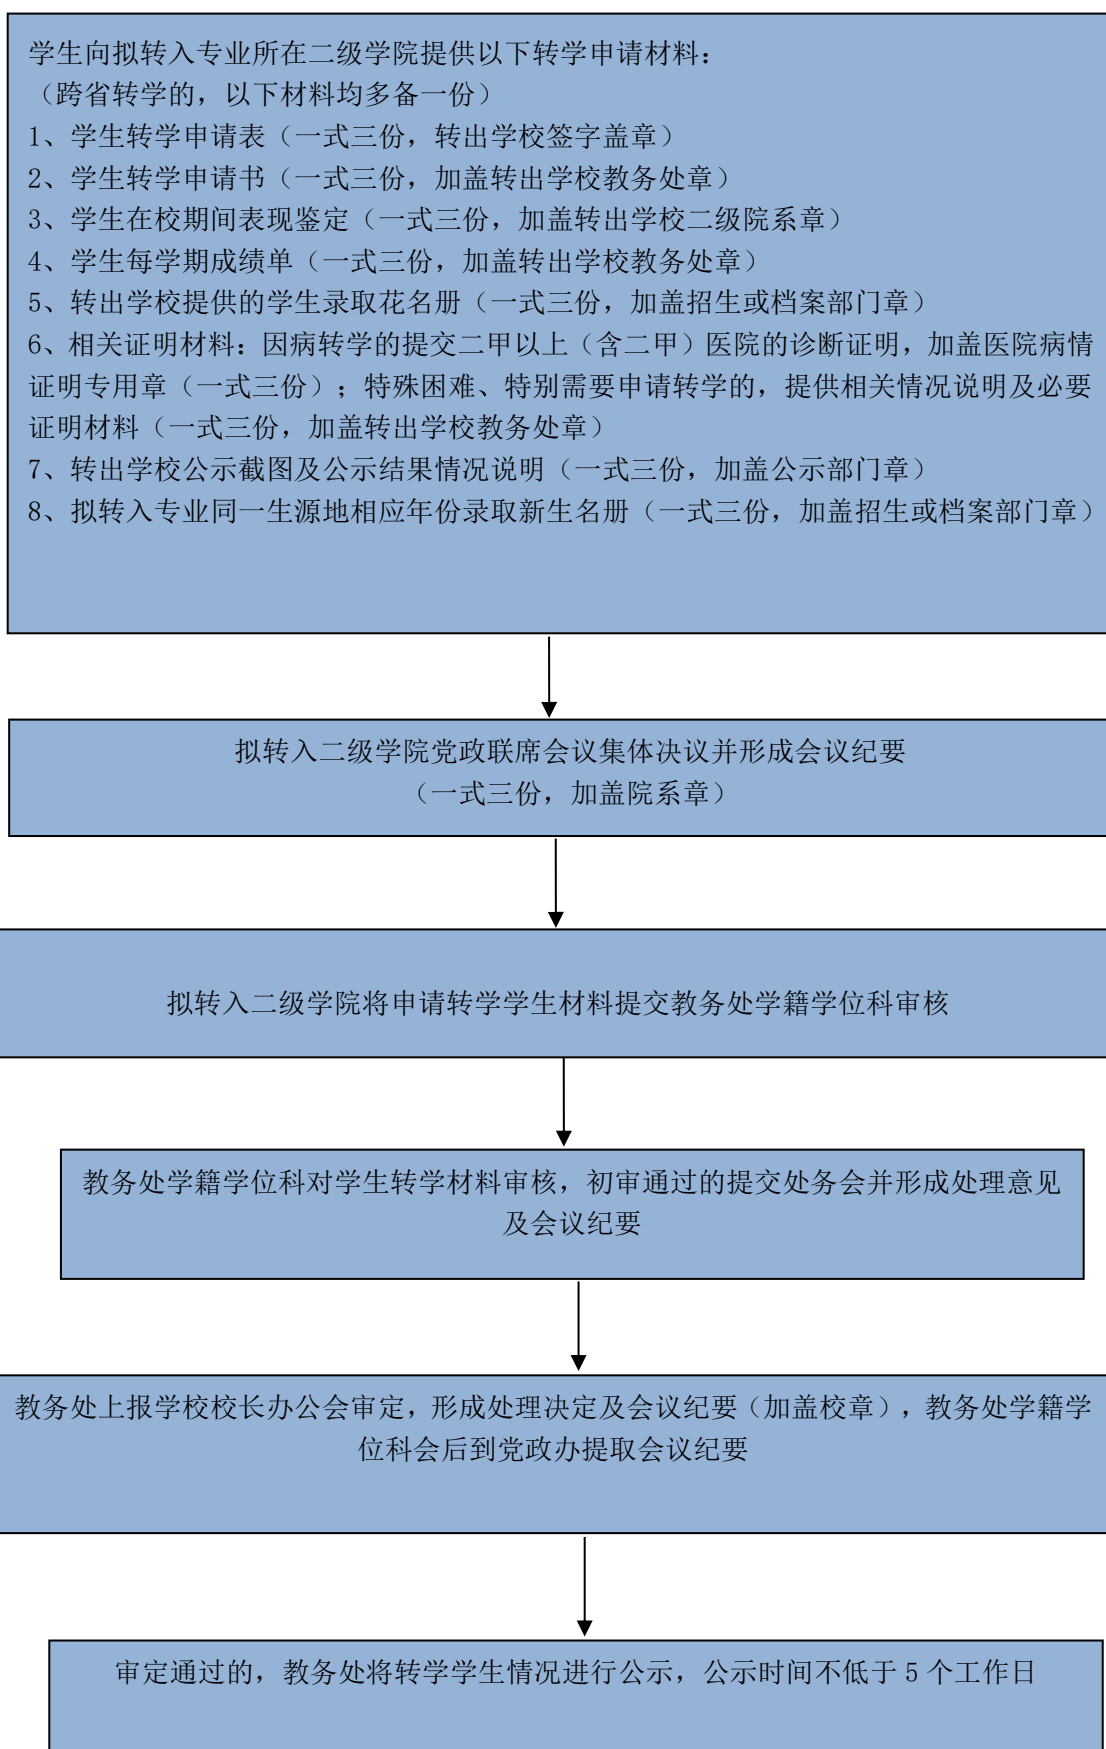 学生向拟转入专业所在二级学院提供以下转学申请材料：
（跨省转学的，以下材料均多备一份）
1、学生转学申请表（一式三份，转出学校签字盖章）
2、学生转学申请书（一式三份，加盖转出学校教务处章）
3、学生在校期间表现鉴定（一式三份，加盖转出学校二级院系章）
4、学生每学期成绩单（一式三份，加盖转出学校教务处章）
5、转出学校提供的学生录取花名册（一式三份，加盖招生或档案部门章）
6、相关证明材料：因病转学的提交二甲以上（含二甲）医院的诊断证明，加盖医院病情
证明专用章（一式三份）；特殊困难、特别需要申请转学的，提供相关情况说明及必要
证明材料（一式三份，加盖转出学校教务处章）
7、转出学校公示截图及公示结果情况说明（一式三份，加盖公示部门章）
8、拟转入专业同一生源地相应年份录取新生名册（一式三份，加盖招生或档案部门章）
拟转入二级学院党政联席会议集体决议并形成会议纪要
（一式三份，加盖院系章）
拟转入二级学院将申请转学学生材料提交教务处学籍学位科审核
教务处学籍学位科对学生转学材料审核，初审通过的提交处务会并形成处理意见
及会议纪要
教务处上报学校校长办公会审定，形成处理决定及会议纪要（加盖校章），教务处学籍学
位科会后到党政办提取会议纪要
审定通过的，教务处将转学学生情况进行公示，公示时间不低于 5 个工作日